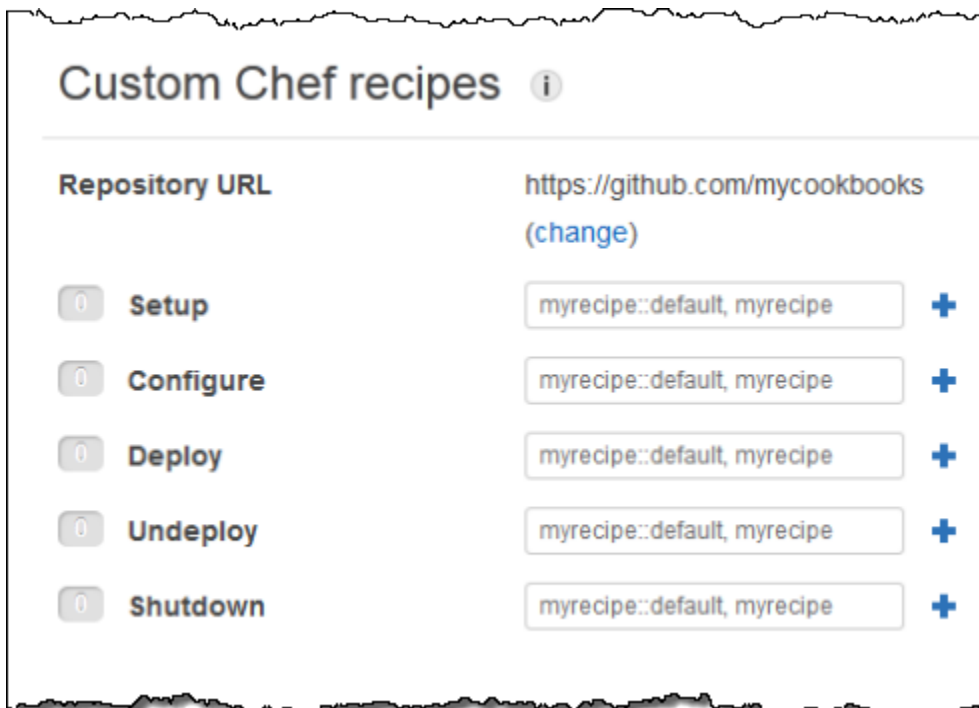 Custom Chef recipes i
Repository URL https://github.com/mycookbooks
(change)
0 Setup myrecipe::default, myrecipe
0 Configure myrecipe::default, myrecipe
0 Deploy myrecipe::default, myrecipe
0 Undeploy myrecipe::default, myrecipe
0 Shutdown myrecipe::default, myrecipe